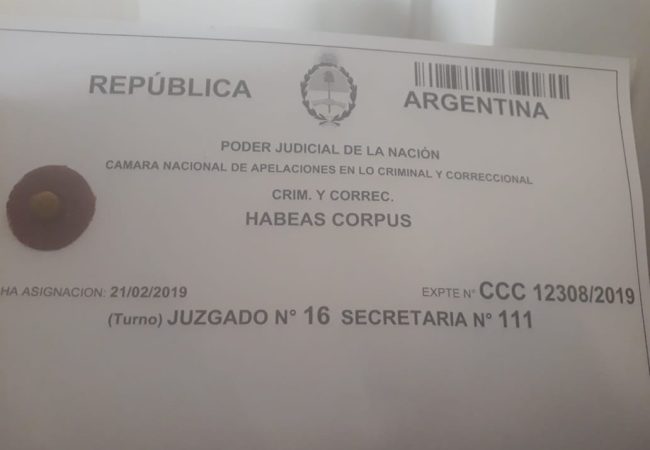 REPÚBLICA ARGENTINA
PODER JUDICIAL DE LA NACIÓN
CAMARA NACIONAL DE APELACIONES EN LO CRIMINAL Y CORRECCIONAL
CRIM. Y CORREC.
HABEAS CORPUS
HA ASIGNACION: 21/02/2019 EXPTE N° CCC 12308/2019
(Turno) JUZGADO N° 16 SECRETARIA N° 111